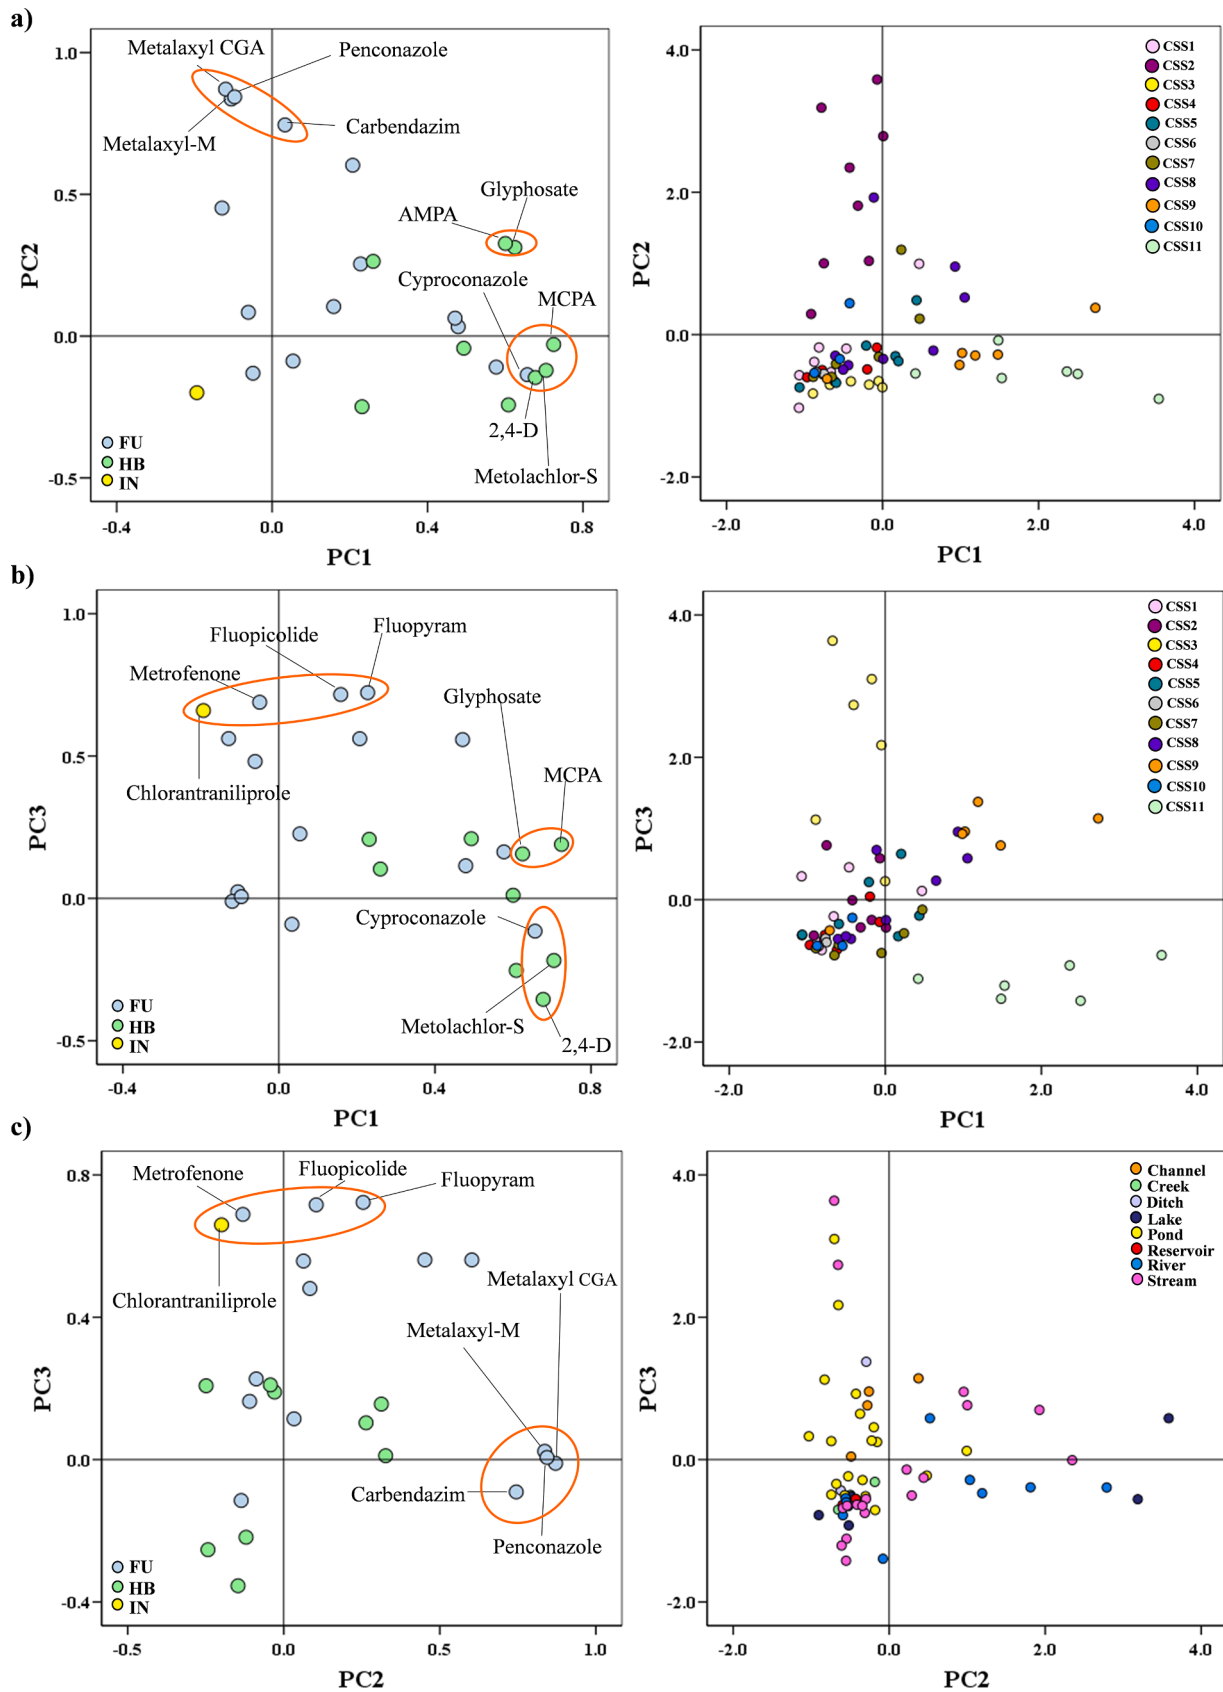 a)
Metalaxyl CGA
Penconazole
Metalaxyl-M
Carbendazim
Glyphosate
AMPA
Cyproconazole
MCPA
2,4-D
Metolachlor-S
FU
HB
IN
1.0
0.5
0.0
-0.5
PC2
-0.4
0.0
0.4
0.8
PC1
4.0
2.0
0.0
-2.0
PC2
-2.0
0.0
2.0
4.0
PC1
CSS1
CSS2
CSS3
CSS4
CSS5
CSS6
CSS7
CSS8
CSS9
CSS10
CSS11
b)
Fluopicolide
Fluopyram
Metrofenone
Glyphosate
MCPA
Chlorantraniliprole
Cyproconazole
Metolachlor-S
2,4-D
FU
HB
IN
1.0
0.5
0.0
-0.5
PC3
-0.4
0.0
0.4
0.8
PC1
4.0
2.0
0.0
-2.0
PC3
-2.0
0.0
2.0
4.0
PC1
CSS1
CSS2
CSS3
CSS4
CSS5
CSS6
CSS7
CSS8
CSS9
CSS10
CSS11
c)
Metrofenone
Fluopicolide
Fluopyram
Chlorantraniliprole
Metalaxyl CGA
Metalaxyl-M
Carbendazim
Penconazole
FU
HB
IN
0.8
0.4
0.0
-0.4
PC3
-0.5
0.0
0.5
1.0
PC2
4.0
2.0
0.0
-2.0
PC3
-2.0
0.0
2.0
4.0
PC2
Channel
Creek
Ditch
Lake
Pond
Reservoir
River
Stream